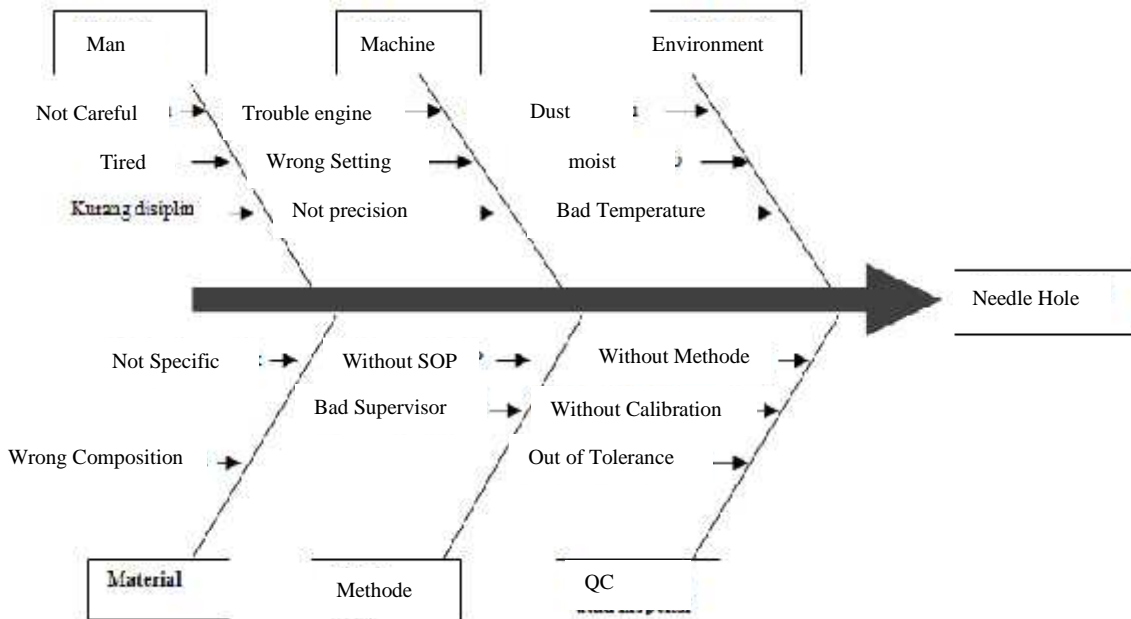 Man
Machine
Environment
Not Careful
Trouble engine
Dust
Tired
Wrong Setting
moist
Kurang disiplin
Not precision
Bad Temperature
Needle Hole
Not Specific
Without SOP
Without Methode
Bad Supervisor
Without Calibration
Wrong Composition
Out of Tolerance
Material
Methode
QC